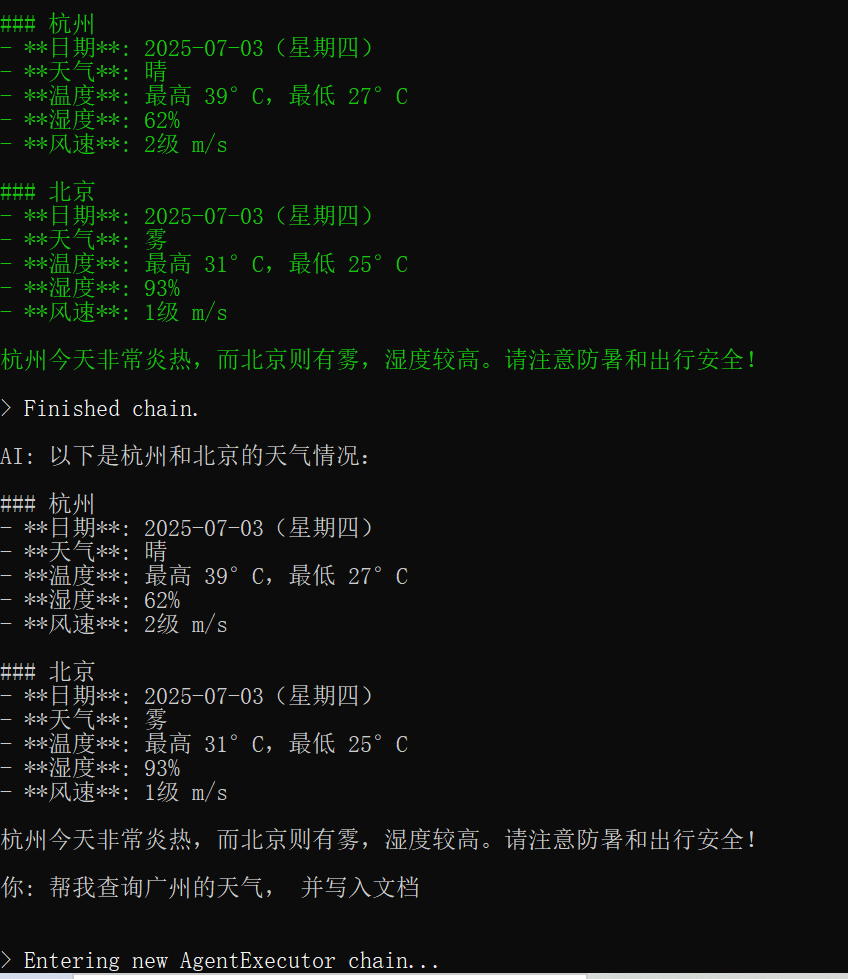 ### 杭州
- **日期**: 2025-07-03（星期四）
- **天气**: 晴
- **温度**: 最高 39°C，最低 27°C
- **湿度**: 62%
- **风速**: 2级 m/s
### 北京
- **日期**: 2025-07-03（星期四）
- **天气**: 雾
- **温度**: 最高 31°C，最低 25°C
- **湿度**: 93%
- **风速**: 1级 m/s
杭州今天非常炎热，而北京则有雾，湿度较高。请注意防暑和出行安全！
> Finished chain.
AI: 以下是杭州和北京的天气情况：
### 杭州
- **日期**: 2025-07-03（星期四）
- **天气**: 晴
- **温度**: 最高 39°C，最低 27°C
- **湿度**: 62%
- **风速**: 2级 m/s
### 北京
- **日期**: 2025-07-03（星期四）
- **天气**: 雾
- **温度**: 最高 31°C，最低 25°C
- **湿度**: 93%
- **风速**: 1级 m/s
杭州今天非常炎热，而北京则有雾，湿度较高。请注意防暑和出行安全！
你: 帮我查询广州的天气， 并写入文档
> Entering new AgentExecutor chain...